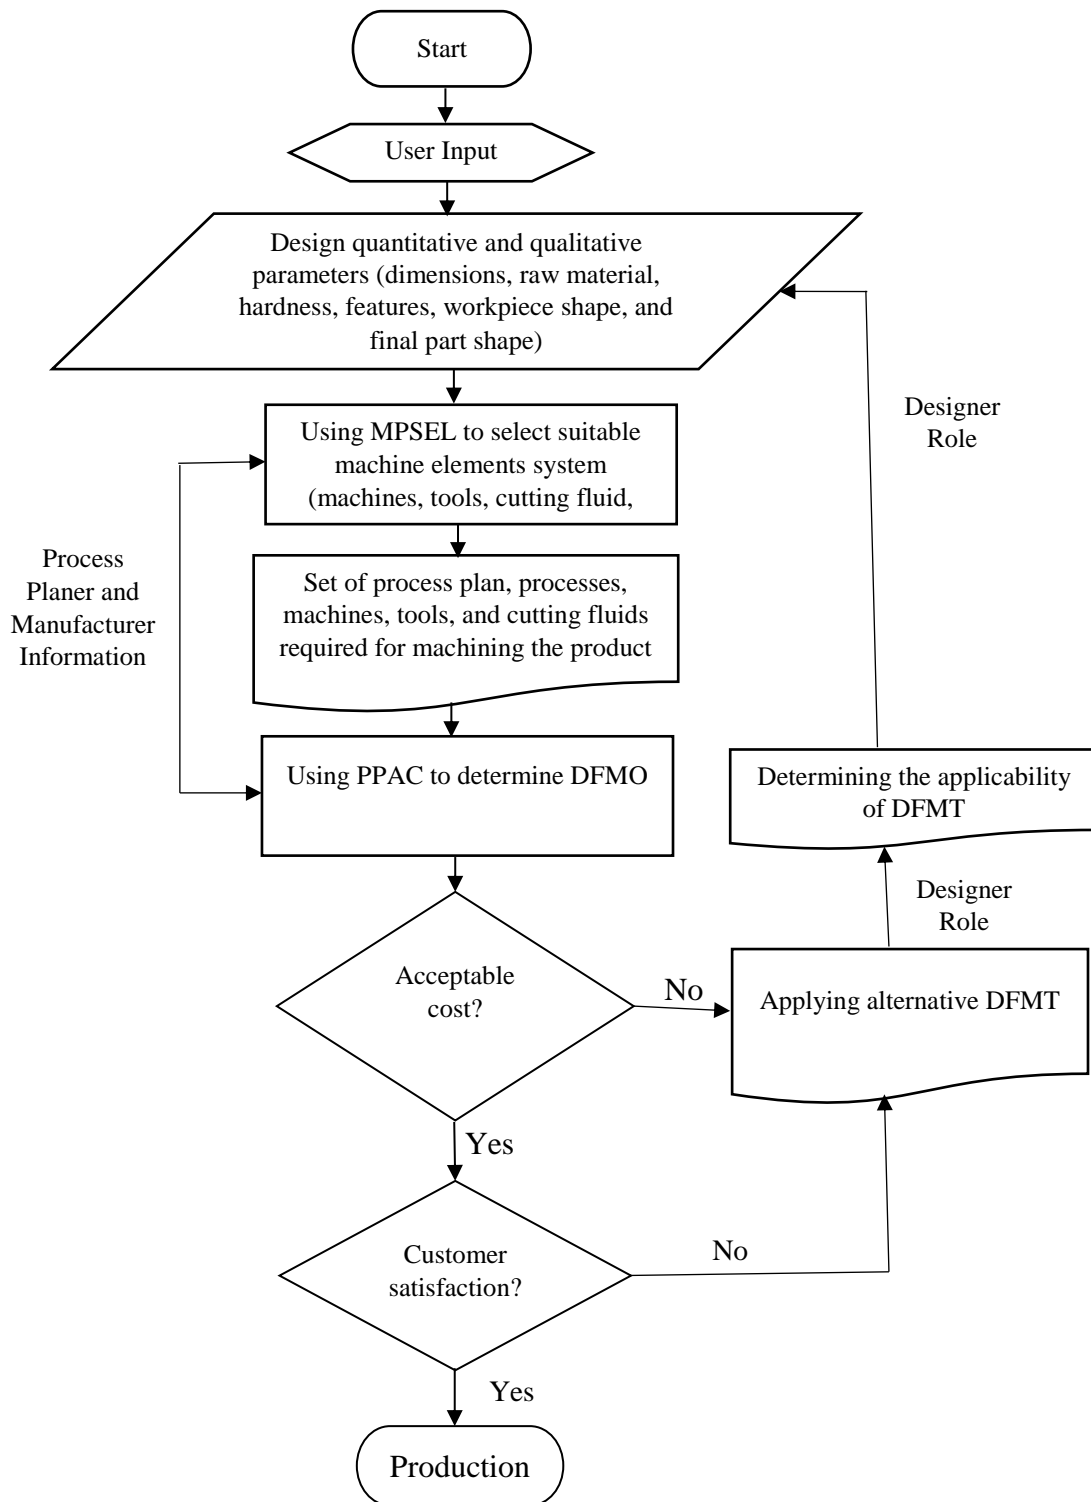 Start
User Input
Design quantitative and qualitative
parameters (dimensions, raw material,
hardness, features, workpiece shape, and
final part shape)
Using MPSEL to select suitable
machine elements system
(machines, tools, cutting fluid,
Process
Planer and
Manufacturer
Information
Set of process plan, processes,
machines, tools, and cutting fluids
required for machining the product
Using PPAC to determine DFMO
Acceptable
cost?
No
Yes
Customer
satisfaction?
No
Yes
Production
Applying alternative DFMT
Designer
Role
Determining the applicability
of DFMT
Designer
Role